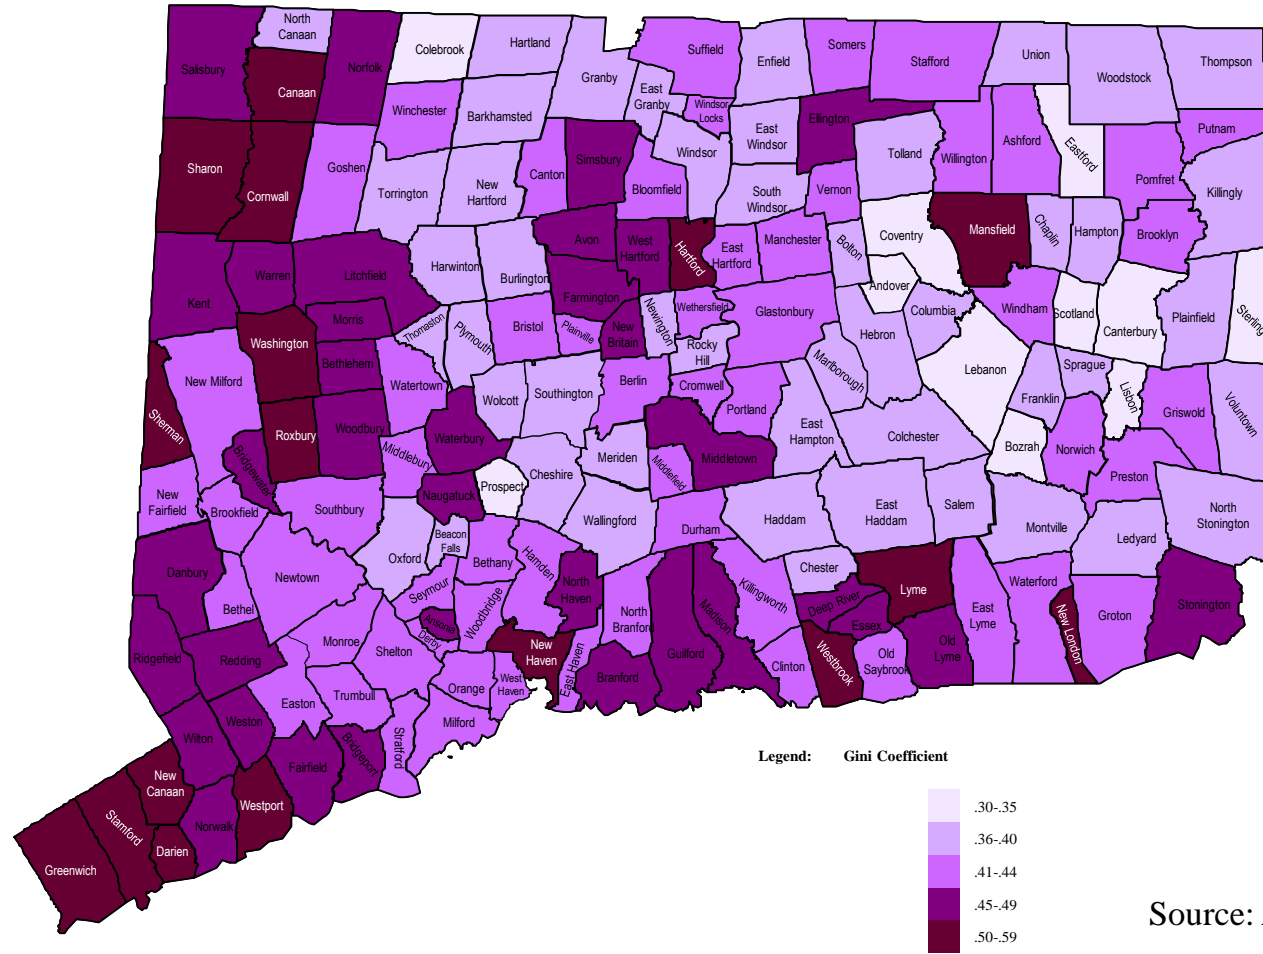 North
Canaan
Colebrook
Hartland
Suffield
Enfield
Somers
Stafford
Union
Woodstock
Thompson
Salisbury
Canaan
Norfolk
Granby
East
Granby
Winchester
Barkhamsted
Windsor
Locks
East
Windsor
Ellington
Tolland
Willington
Ashford
Eastford
Putnam
Pomfret
Killingly
Sharon
Cornwall
Goshen
Torrington
New
Hartford
Canton
Simsbury
Bloomfield
Windsor
South
Windsor
Vernon
Kent
Warren
Litchfield
Harwinton
Burlington
Avon
West
Hartford
Hartford
East
Hartford
Manchester
Bolton
Coventry
Andover
Mansfield
Chaplin
Hampton
Brooklyn
Washington
Morris
Bethlehem
Thomaston
Plymouth
Bristol
Farmington
Plainville
New
Britain
Newington
Wethersfield
Rocky
Hill
Glastonbury
Hebron
Columbia
Windham
Scotland
Canterbury
Plainfield
Sterling
New Milford
Sherman
Roxbury
Woodbury
Watertown
Wolcott
Southington
Berlin
Cromwell
Portland
Marlborough
East
Hampton
Colchester
Lebanon
Franklin
Sprague
Lisbon
Griswold
Voluntown
Bridgewater
Middlebury
Waterbury
Naugatuck
Prospect
Cheshire
Meriden
Middlefield
Middletown
Bozrah
Norwich
Preston
New
Fairfield
Brookfield
Southbury
Oxford
Beacon
Falls
Bethany
Hamden
Wallingford
Durham
Haddam
East
Haddam
Salem
Montville
Ledyard
North
Stonington
Danbury
Bethel
Newtown
Seymour
Ansonia
Derby
Woodbridge
North
Haven
North
Branford
Madison
Killingworth
Chester
Deep River
Essex
Lyme
East
Lyme
Waterford
New London
Groton
Stonington
Ridgefield
Redding
Monroe
Shelton
New
Haven
East Haven
Branford
Guilford
Clinton
Westbrook
Old
Saybrook
Old
Lyme
Easton
Trumbull
Orange
West
Haven
Milford
Stratford
Wilton
Weston
Fairfield
Bridgeport
New
Canaan
Norwalk
Westport
Stamford
Darien
Greenwich
Legend: Gini Coefficient
.30-.35
.36-.40
.41-.44
.45-.49
.50-.59
Source: